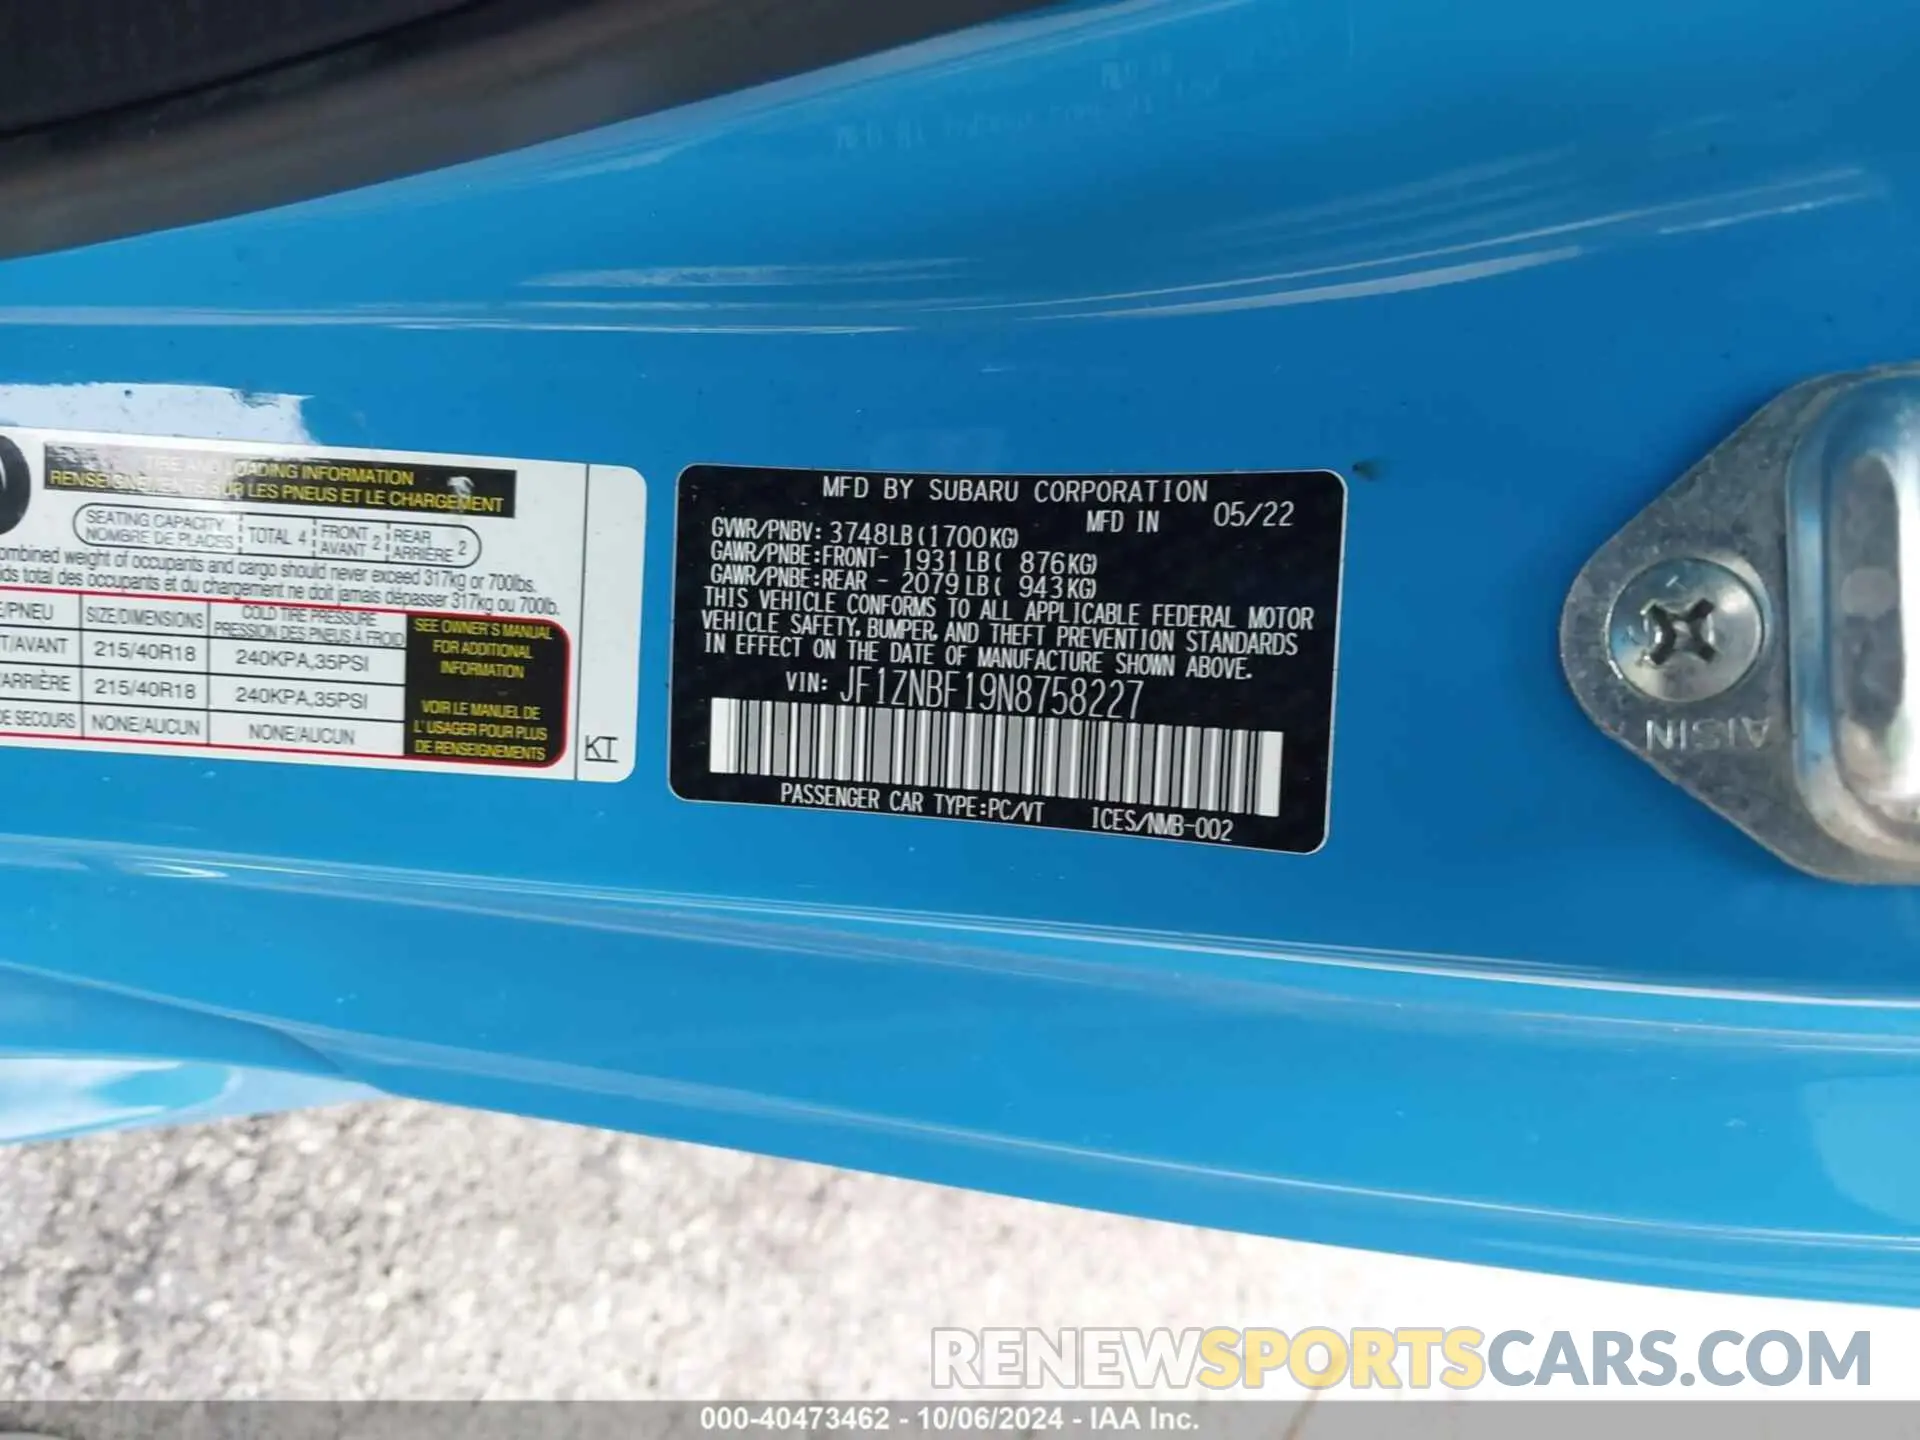 TIRE AND LOADING INFORMATION
RENSEIGNEMENTS SUR LES PNEUS ET LE CHARGEMENT
SEATING CAPACITY
NOMBRE DE PLACES
TOTAL 4
FRONT
AVANT 2
REAR
ARRIÈRE 2
combined weight of occupants and cargo should never exceed 317kg or 700lbs.
ids total des occupants et du chargement ne doit jamais dépasser 317kg ou 700lb.
E/PNEU SIZE/DIMENSIONS COLD TIRE PRESSURE
PRESSION DES PNEUS À FROID
T/AVANT 215/40R18 240KPA,35PSI
ARRIÈRE 215/40R18 240KPA,35PSI
DE SECOURS NONE/AUCUN NONE/AUCUN
SEE OWNER'S MANUAL
FOR ADDITIONAL
INFORMATION
VOIR LE MANUEL DE
L'USAGER POUR PLUS
DE RENSEIGNEMENTS
KT
MFD BY SUBARU CORPORATION
MFD IN 05/22
GVWR/PNBV: 3748LB(1700KG)
GAWR/PNBE:FRONT- 1931LB( 876KG)
GAWR/PNBE:REAR - 2079LB( 943KG)
THIS VEHICLE CONFORMS TO ALL APPLICABLE FEDERAL MOTOR
VEHICLE SAFETY, BUMPER, AND THEFT PREVENTION STANDARDS
IN EFFECT ON THE DATE OF MANUFACTURE SHOWN ABOVE.
VIN: JF1ZNBF19N8758227
PASSENGER CAR TYPE:PC/VT ICES/NMB-002
AISIN
RENEWSPORTSCARS.COM
000-40473462 - 10/06/2024 - IAA Inc.